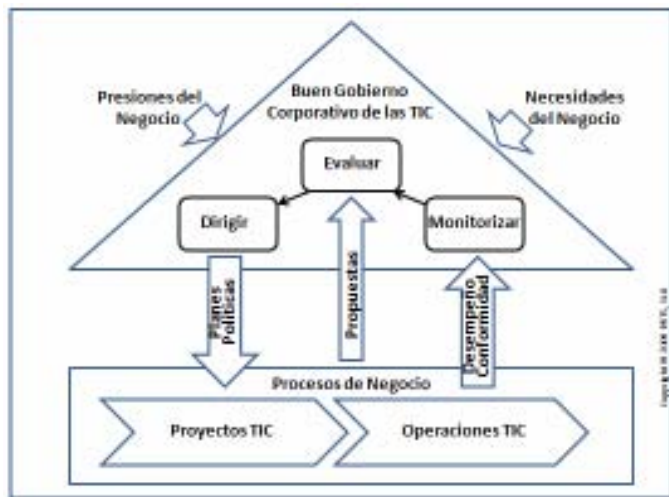 Buen Gobierno
Corporativo de las TIC
Presiones del
Negocio
Necesidades
del Negocio
Evaluar
Dirigir
Monitorizar
Planes
Políticas
Propuestas
Desempeño
Conformidad
Procesos de Negocio
Proyectos TIC
Operaciones TIC